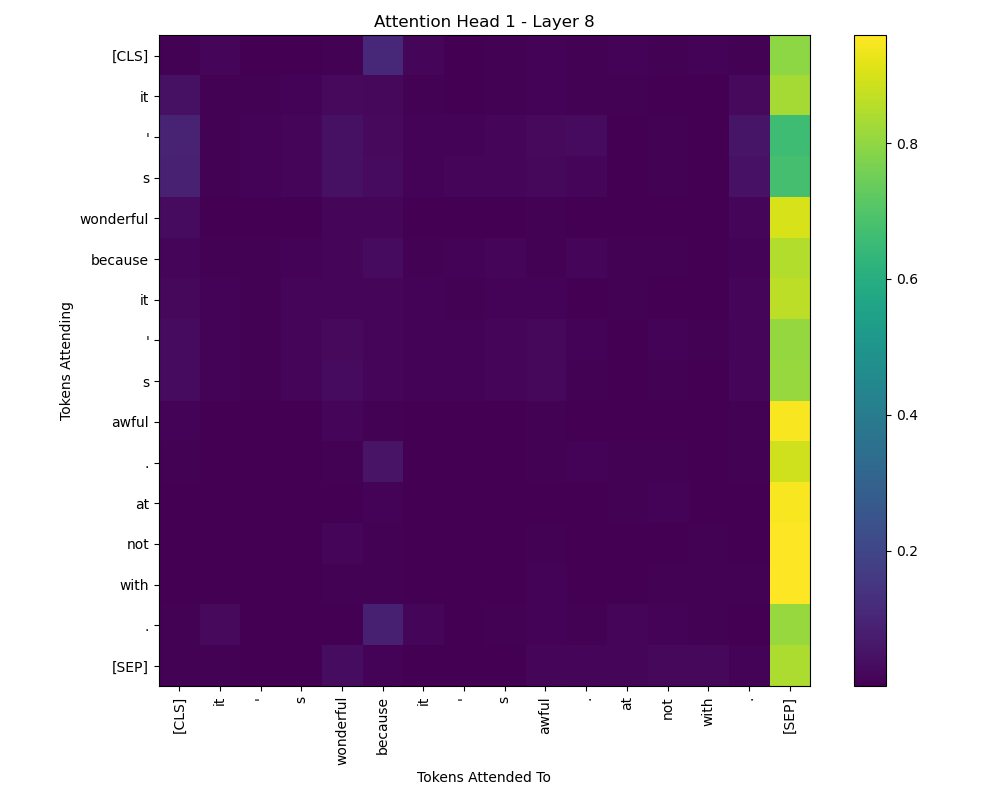 Attention Head 1 - Layer 8
[CLS]
it
'
s
wonderful
because
it
'
s
awful
.
at
not
with
.
[SEP]
Tokens Attending
[CLS]
it
'
s
wonderful
because
it
'
s
awful
.
at
not
with
.
[SEP]
Tokens Attended To
0.8
0.6
0.4
0.2